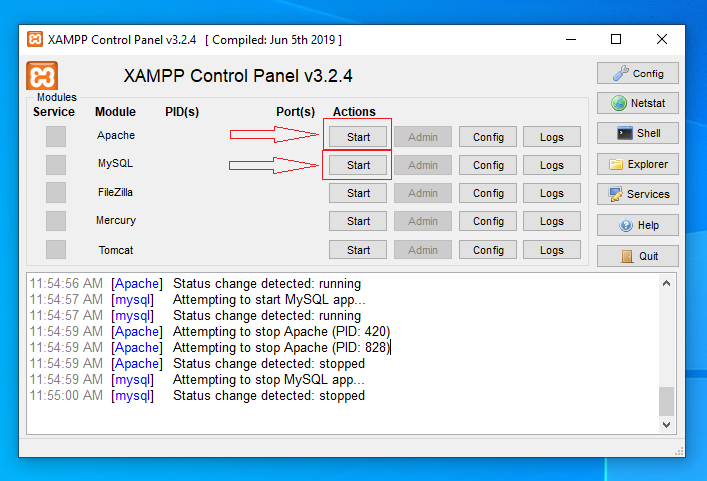 XAMPP Control Panel v3.2.4 [ Compiled: Jun 5th 2019 ]
XAMPP Control Panel v3.2.4
Config
Modules
Service Module PID(s) Port(s) Actions
Netstat
Apache Start Admin Config Logs
Shell
MySQL Start Admin Config Logs
Explorer
FileZilla Start Admin Config Logs
Services
Mercury Start Admin Config Logs
Help
Tomcat Start Admin Config Logs
Quit
11:54:56 AM [Apache] Status change detected: running
11:54:57 AM [mysql] Attempting to start MySQL app...
11:54:57 AM [mysql] Status change detected: running
11:54:59 AM [Apache] Attempting to stop Apache (PID: 420)
11:54:59 AM [Apache] Attempting to stop Apache (PID: 828)
11:54:59 AM [Apache] Status change detected: stopped
11:54:59 AM [mysql] Attempting to stop MySQL app...
11:55:00 AM [mysql] Status change detected: stopped